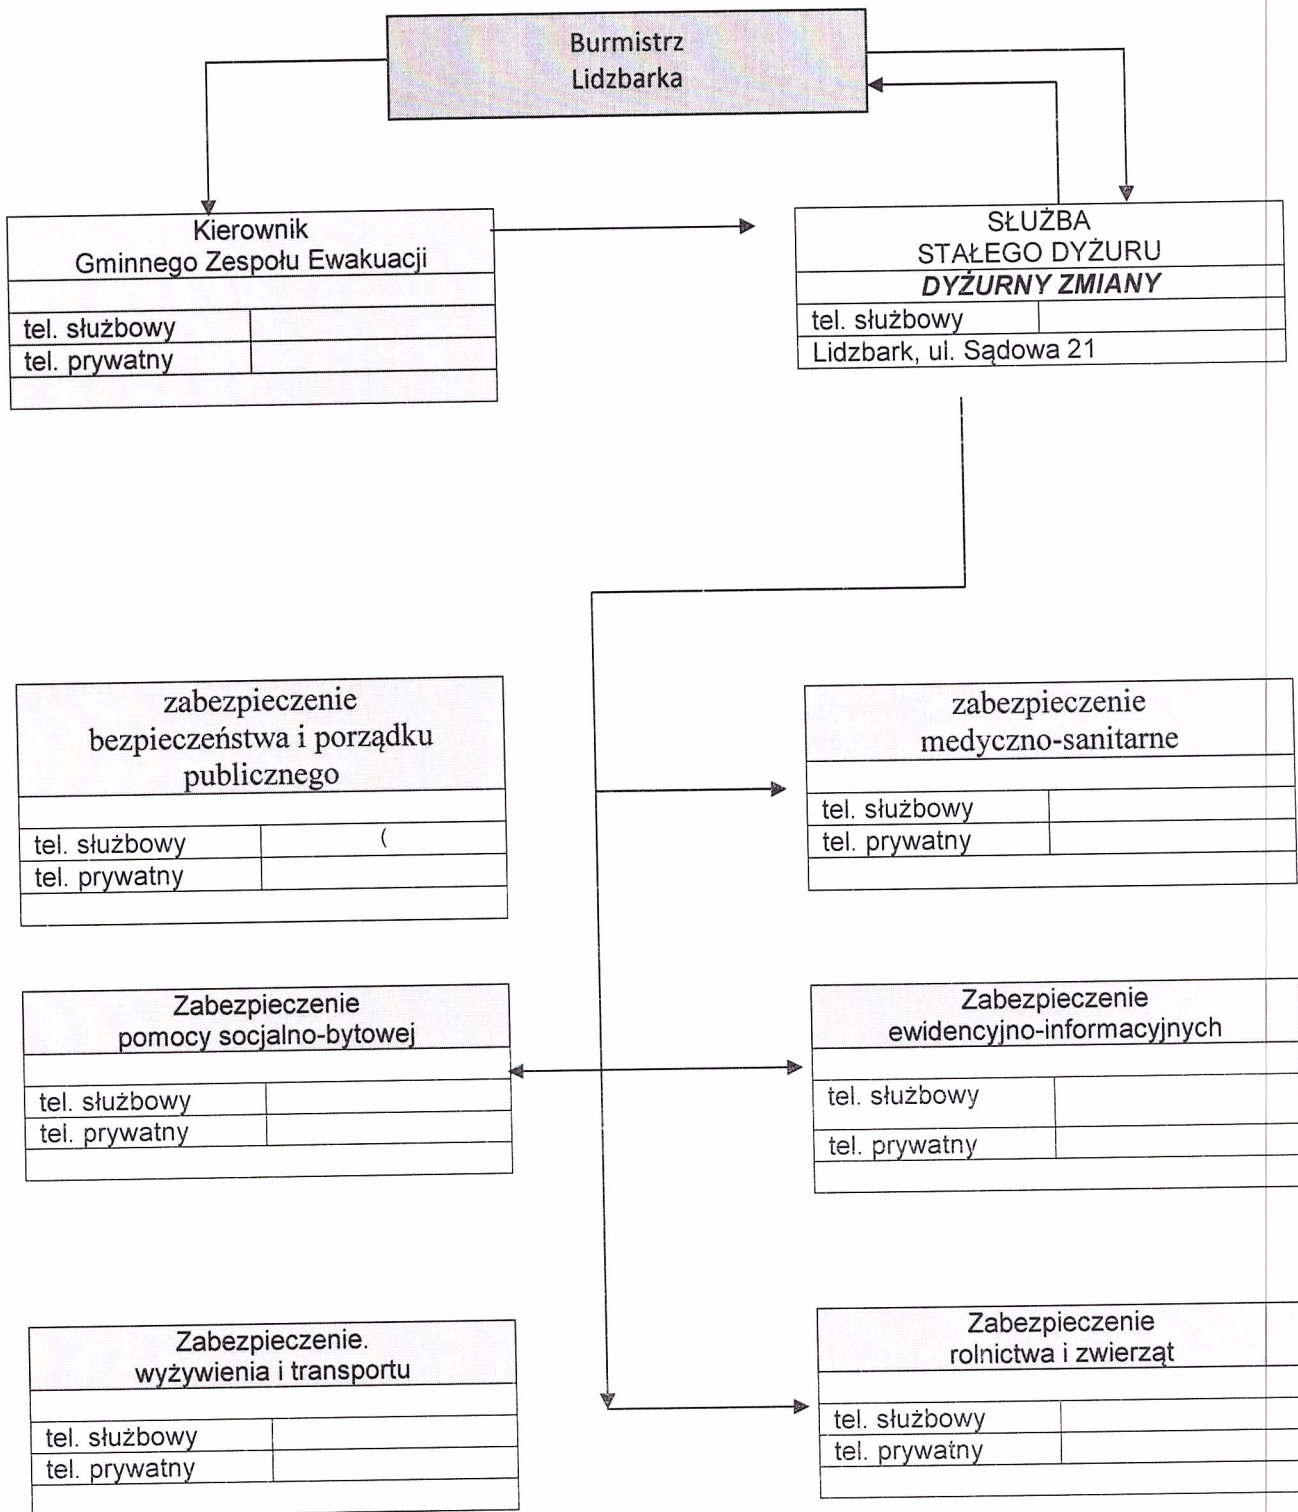 Burmistrz
Lidzbarka
Kierownik
Gminnego Zespołu Ewakuacji
tel. służbowy
tel. prywatny
SŁUŻBA
STAŁEGO DYŻURU
DYŻURNY ZMIANY
tel. służbowy
Lidzbark, ul. Sądowa 21
zabezpieczenie
bezpieczeństwa i porządku
publicznego
tel. służbowy (
tel. prywatny
zabezpieczenie
medyczno-sanitarne
tel. służbowy
tel. prywatny
Zabezpieczenie
pomocy socjalno-bytowej
tel. służbowy
tel. prywatny
Zabezpieczenie
ewidencyjno-informacyjnych
tel. służbowy
tel. prywatny
Zabezpieczenie.
wyżywienia i transportu
tel. służbowy
tel. prywatny
Zabezpieczenie
rolnictwa i zwierząt
tel. służbowy
tel. prywatny